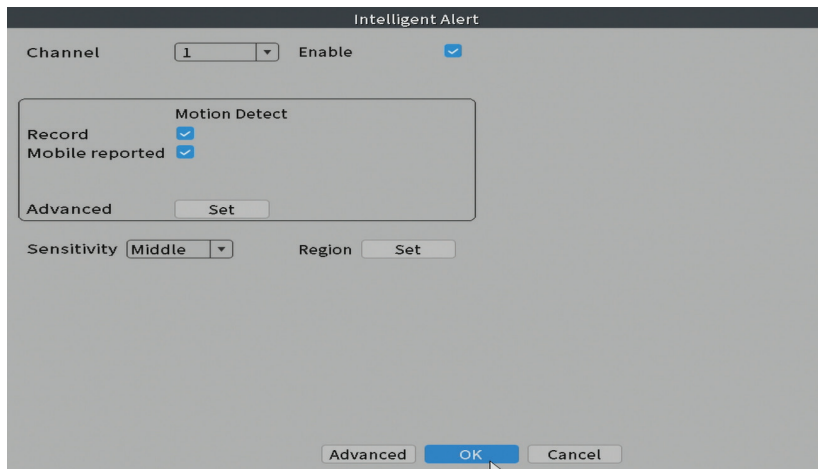 Intelligent Alert
Channel 1 Enable
Motion Detect
Record
Mobile reported
Advanced Set
Sensitivity Middle Region Set
Advanced OK Cancel